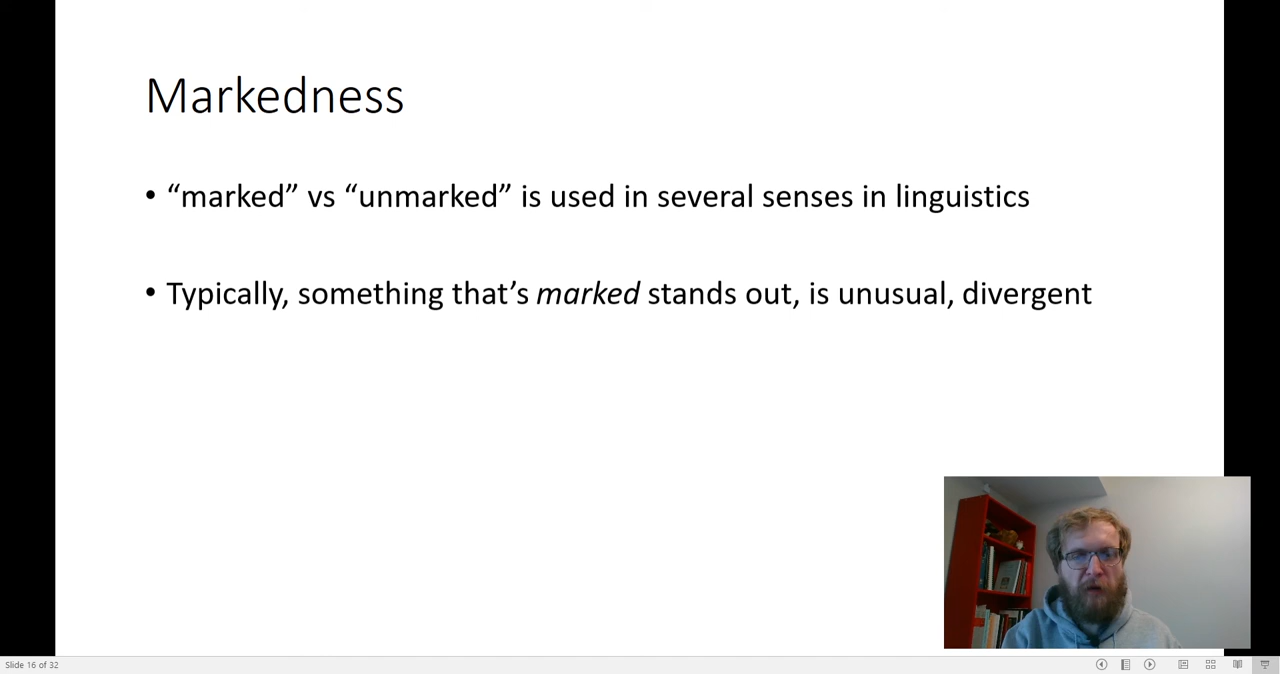 Markedness
• “marked” vs “unmarked” is used in several senses in linguistics
• Typically, something that’s marked stands out, is unusual, divergent
Slide 16 of 32